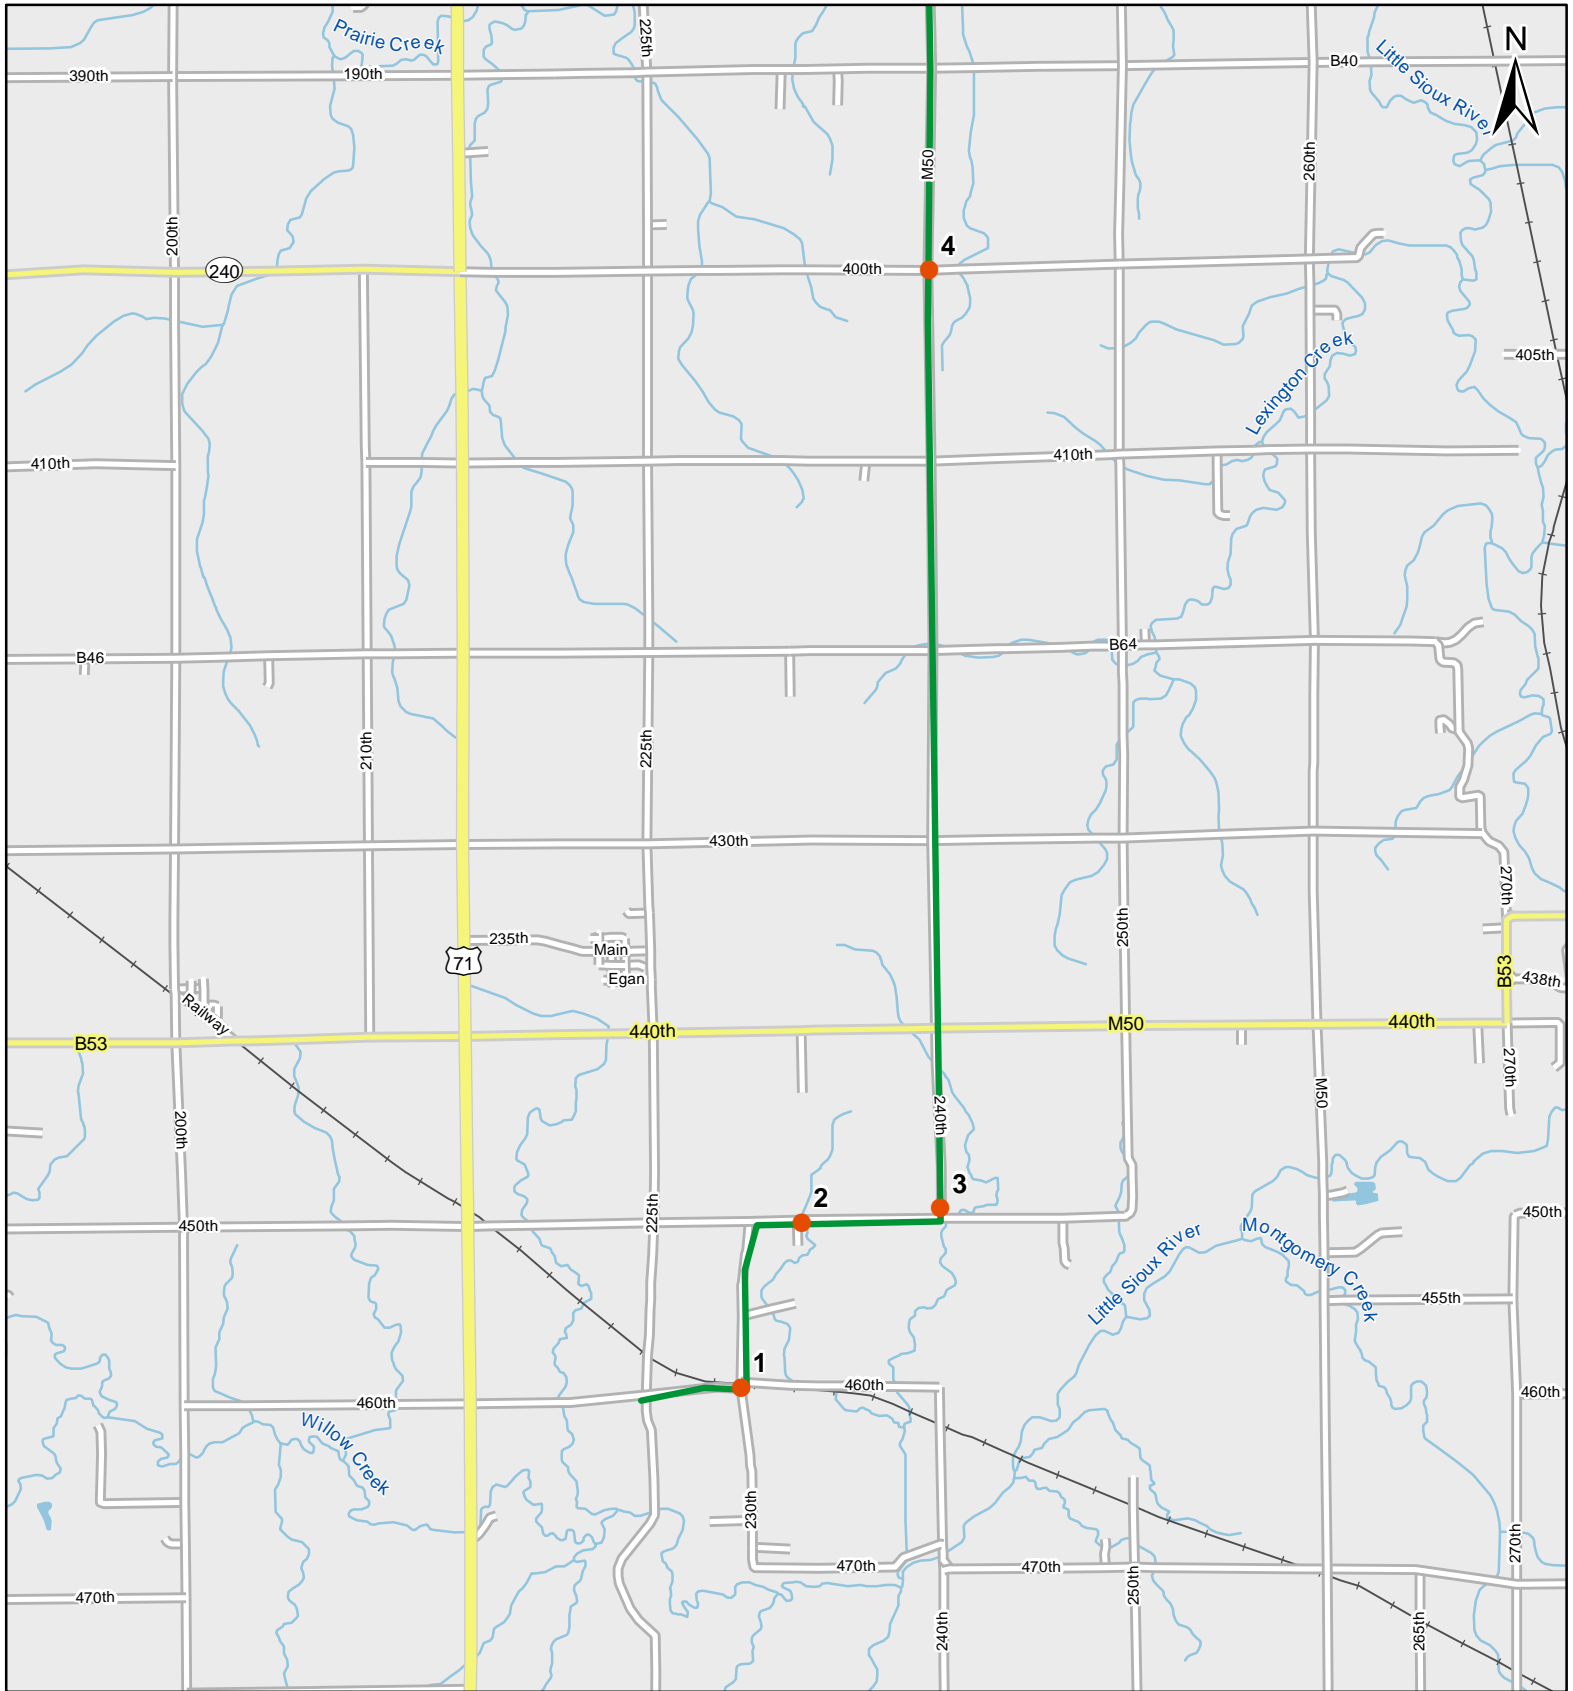 Prairie Creek
225th
N
390th
190th
B40
Little Sioux River
M50
260th
200th
4
240
400th
405th
Lexington Creek
410th
410th
B46
B64
210th
225th
430th
270th
250th
235th
Main
71
Egan
B53
438th
Railway
B53
440th
M50
440th
270th
M50
240th
200th
3
2
225th
450th
450th
Little Sioux River
Montgomery Creek
455th
1
460th
460th
460th
Willow Creek
230th
270th
470th
470th
250th
470th
240th
265th